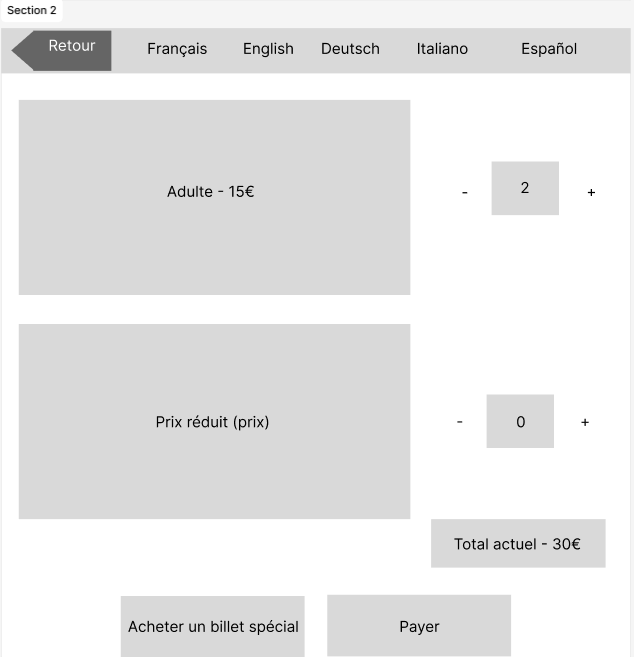 Section 2
Retour
Français English Deutsch Italiano Español
Adulte - 15€
- 2 +
Prix réduit (prix)
- 0 +
Total actuel - 30€
Acheter un billet spécial
Payer